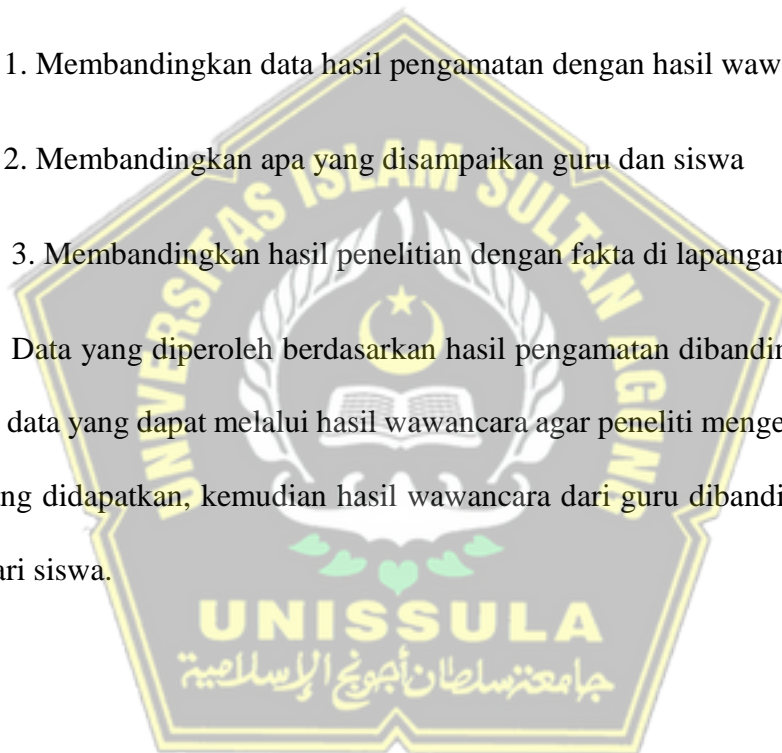 1. Membandingkan data hasil pengamatan dengan hasil waw
2. Membandingkan apa yang disampaikan guru dan siswa
3. Membandingkan hasil penelitian dengan fakta di lapangan
Data yang diperoleh berdasarkan hasil pengamatan dibandin
data yang dapat melalui hasil wawancara agar peneliti menge
ng didapatkan, kemudian hasil wawancara dari guru dibandi
ari siswa.
UNIVERSITAS ISLAM SULTAN AGUNG
UNISSULA
جامعنزسلطان أجونج الإسلامية